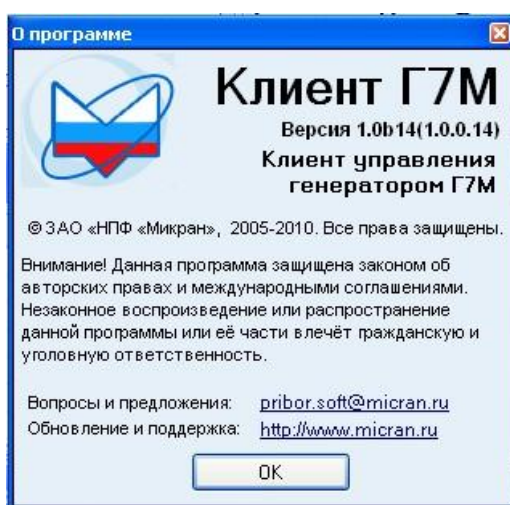 О программе
Клиент Г7М
Версия 1.0b14(1.0.0.14)
Клиент управления
генератором Г7М
© ЗАО «НПФ «Микран», 2005-2010. Все права защищены.
Внимание! Данная программа защищена законом об
авторских правах и международными соглашениями.
Незаконное воспроизведение или распространение
данной программы или её части влечёт гражданскую и
уголовную ответственность.
Вопросы и предложения: pribor.soft@micran.ru
Обновление и поддержка: http://www.micran.ru
OK